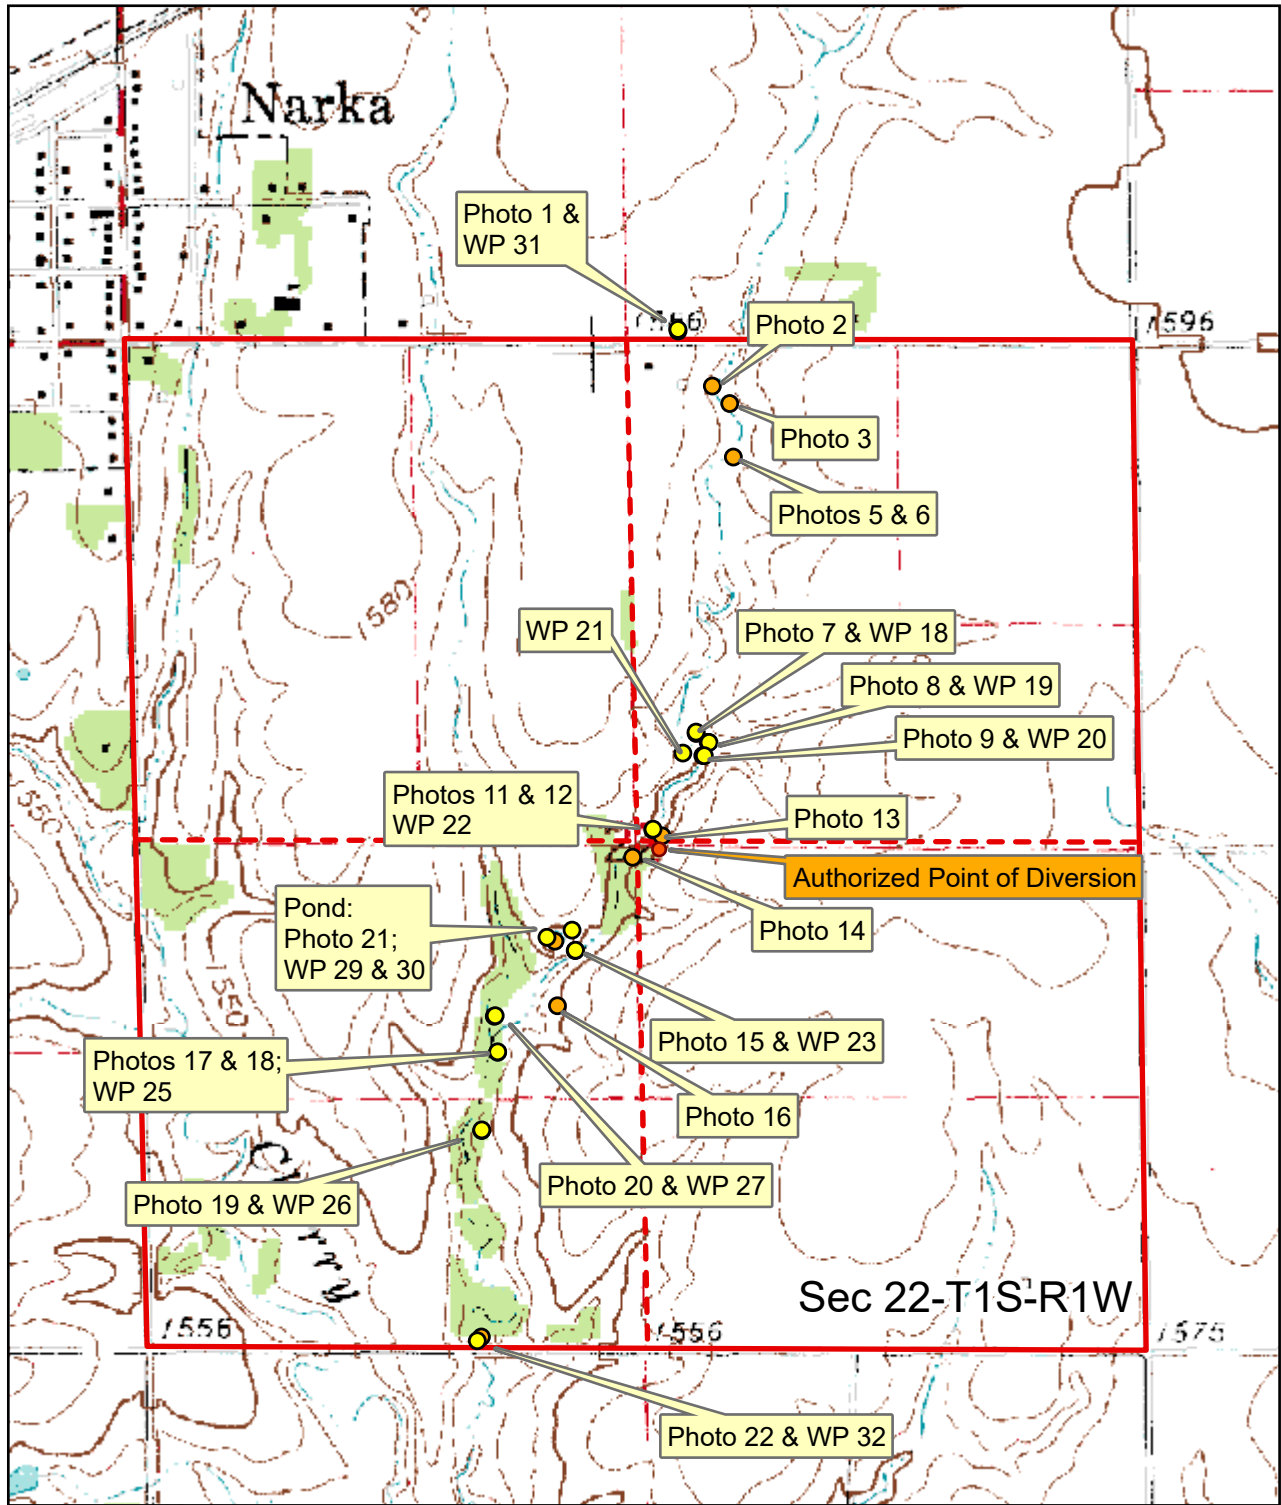 Narka
Photo 1 &
WP 31
1566
Photo 2
1596
Photo 3
Photos 5 & 6
1580
WP 21
Photo 7 & WP 18
Photo 8 & WP 19
Photo 9 & WP 20
Photos 11 & 12
WP 22
Photo 13
Authorized Point of Diversion
Pond:
Photo 21;
WP 29 & 30
Photo 14
1550
Photo 15 & WP 23
Photos 17 & 18;
WP 25
Photo 16
Photo 20 & WP 27
Photo 19 & WP 26
Sec 22-T1S-R1W
1556
1556
1575
Photo 22 & WP 32